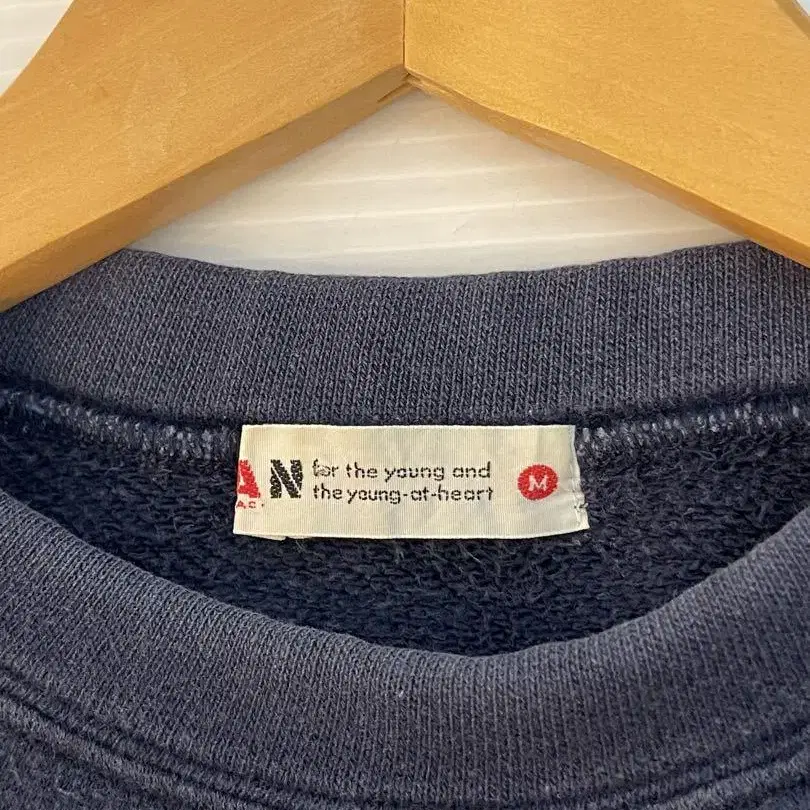 AN
A.C.
for the young and
the young-at-heart
M